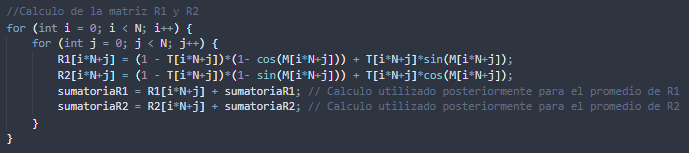 //Calculo de la matriz R1 y R2
for (int i = 0; i < N; i++) {
    for (int j = 0; j < N; j++) {
        R1[i*N+j] = (1 - T[i*N+j])*(1- cos(M[i*N+j])) + T[i*N+j]*sin(M[i*N+j]);
        R2[i*N+j] = (1 - T[i*N+j])*(1- sin(M[i*N+j])) + T[i*N+j]*cos(M[i*N+j]);
        sumatoriaR1 = R1[i*N+j] + sumatoriaR1; // Calculo utilizado posteriormente para el promedio de R1
        sumatoriaR2 = R2[i*N+j] + sumatoriaR2; // Calculo utilizado posteriormente para el promedio de R2
    }
}